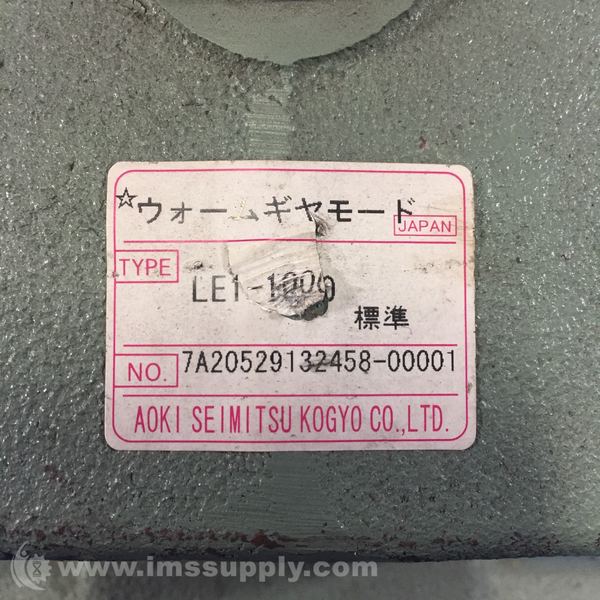 ☆ウォームギヤモード
JAPAN
TYPE
LE1-1000
標準
NO. 7A20529132458-00001
AOKI SEIMITSU KOGYO CO.,LTD.
www.imssupply.com